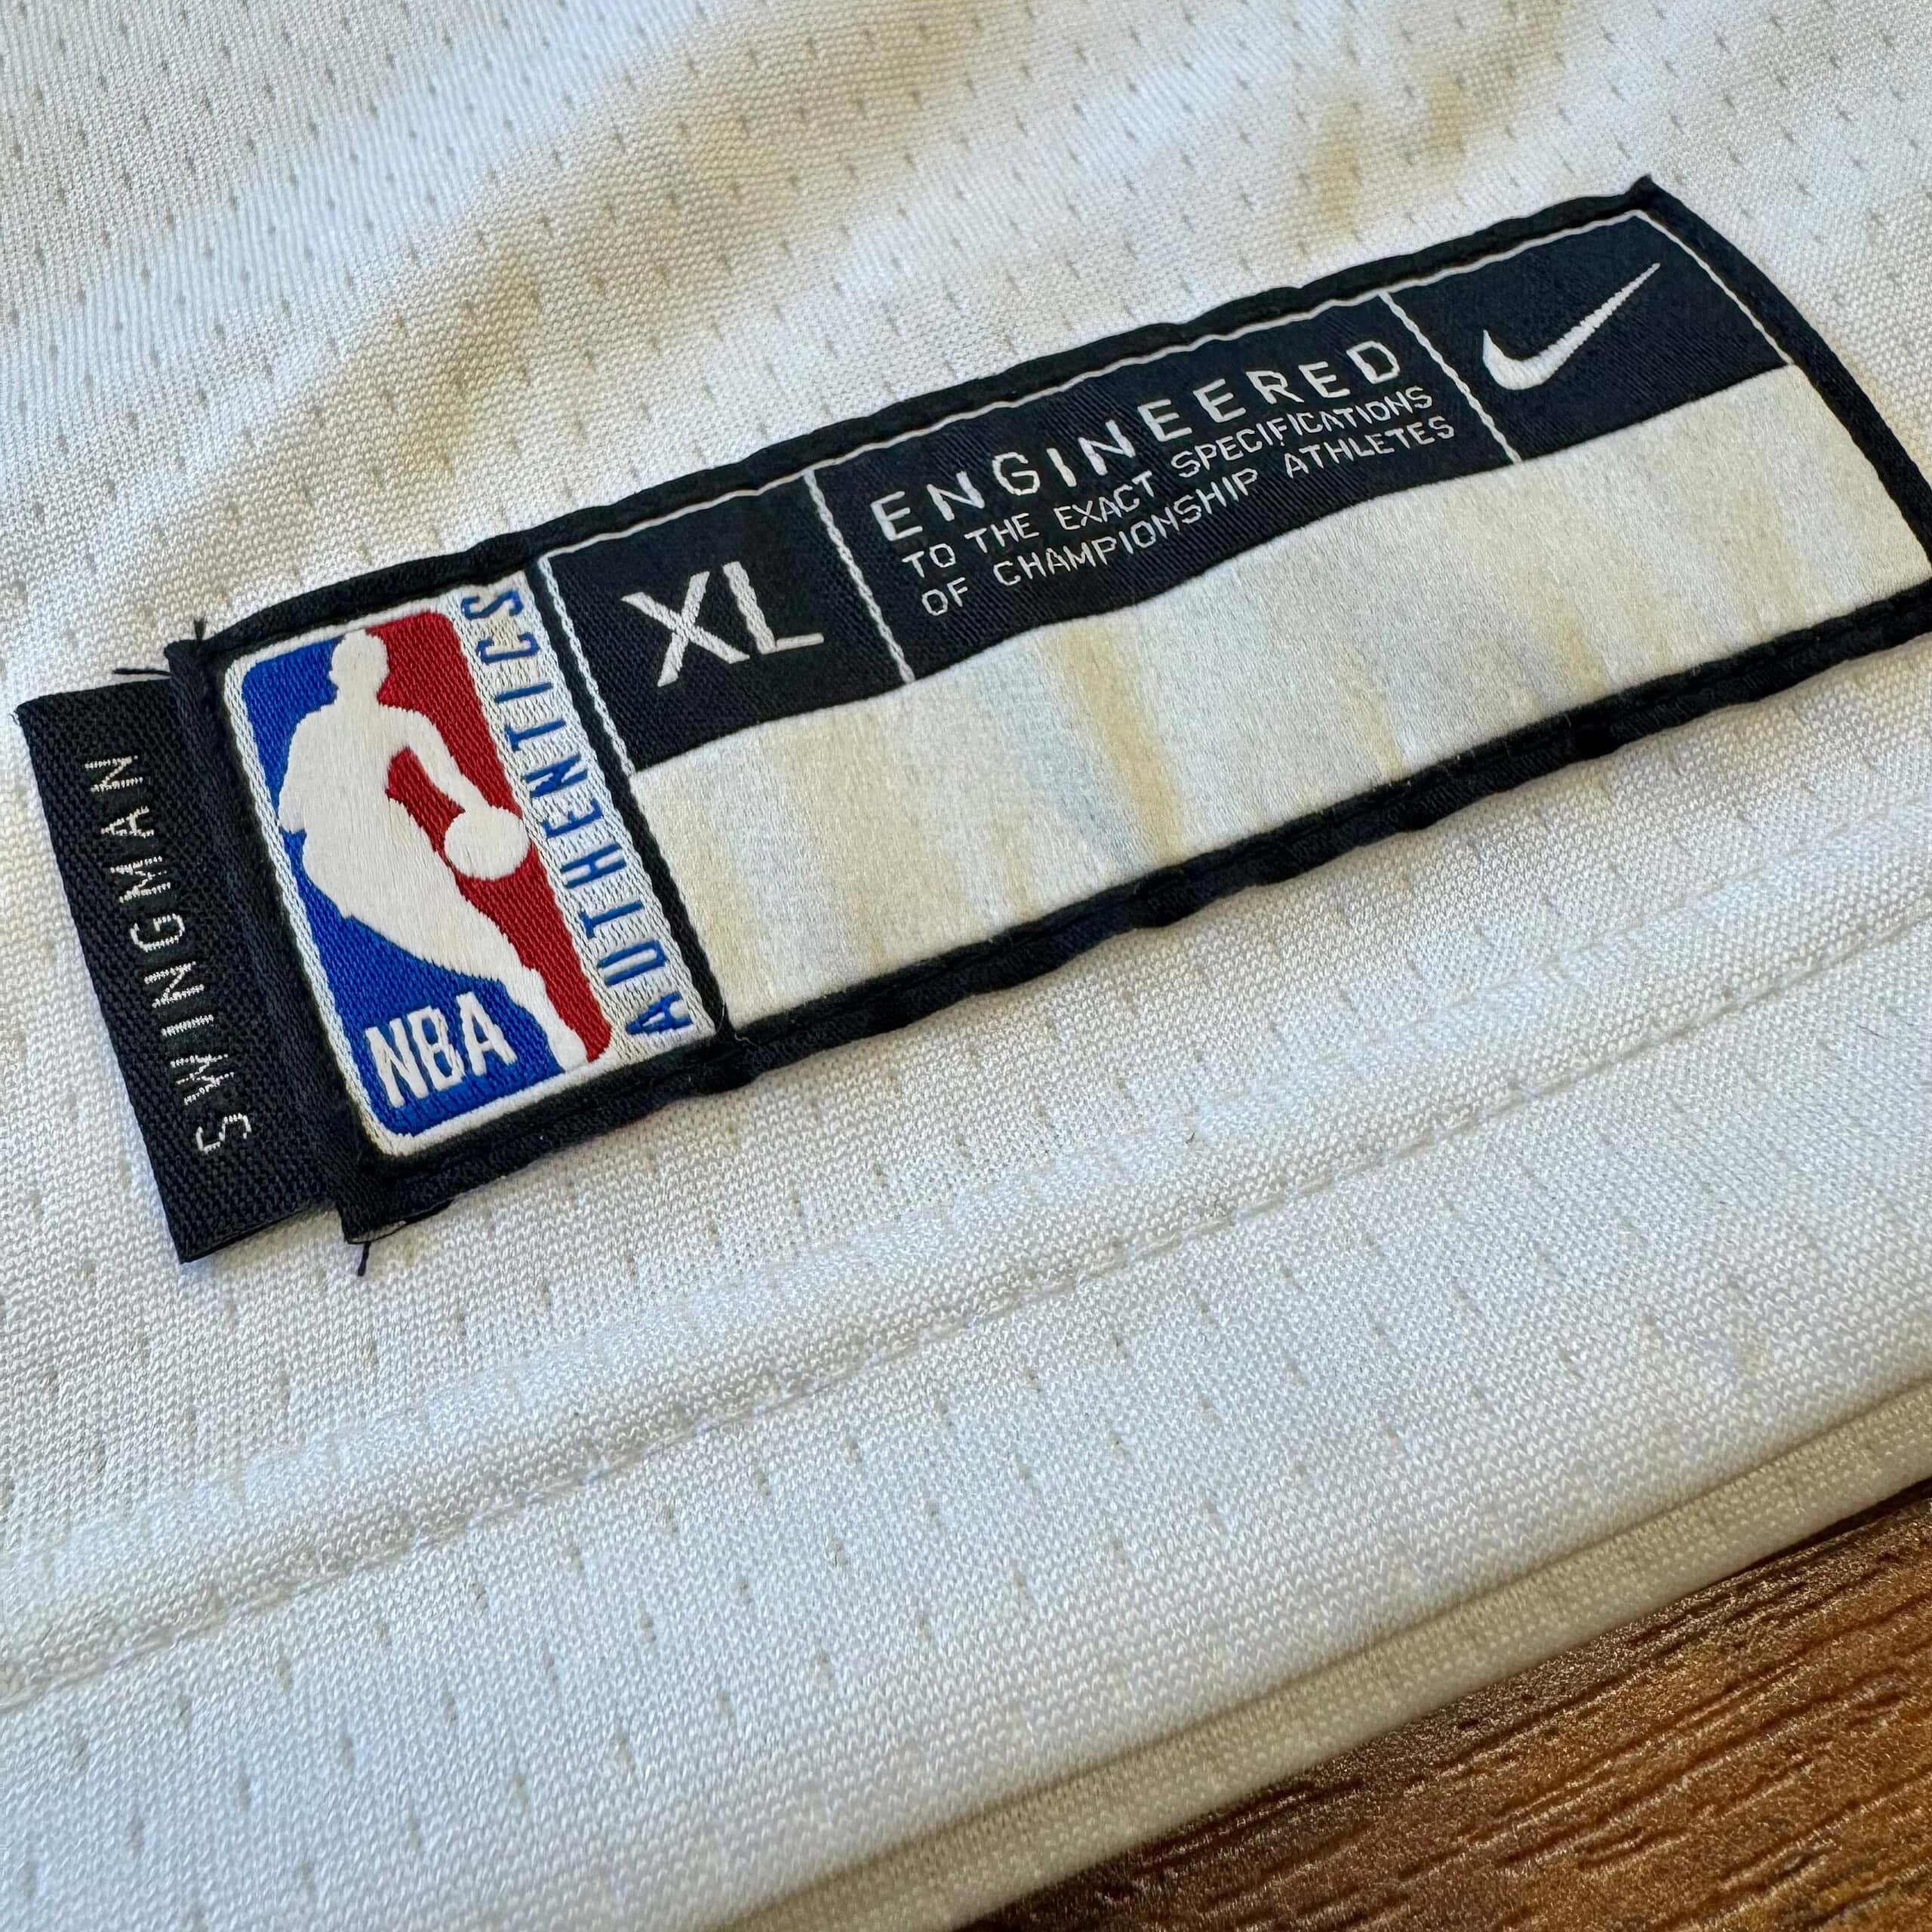 SWINGMAN
NBA
AUTHENTICS
XL
ENGINEERED
TO THE EXACT SPECIFICATIONS
OF CHAMPIONSHIP ATHLETES